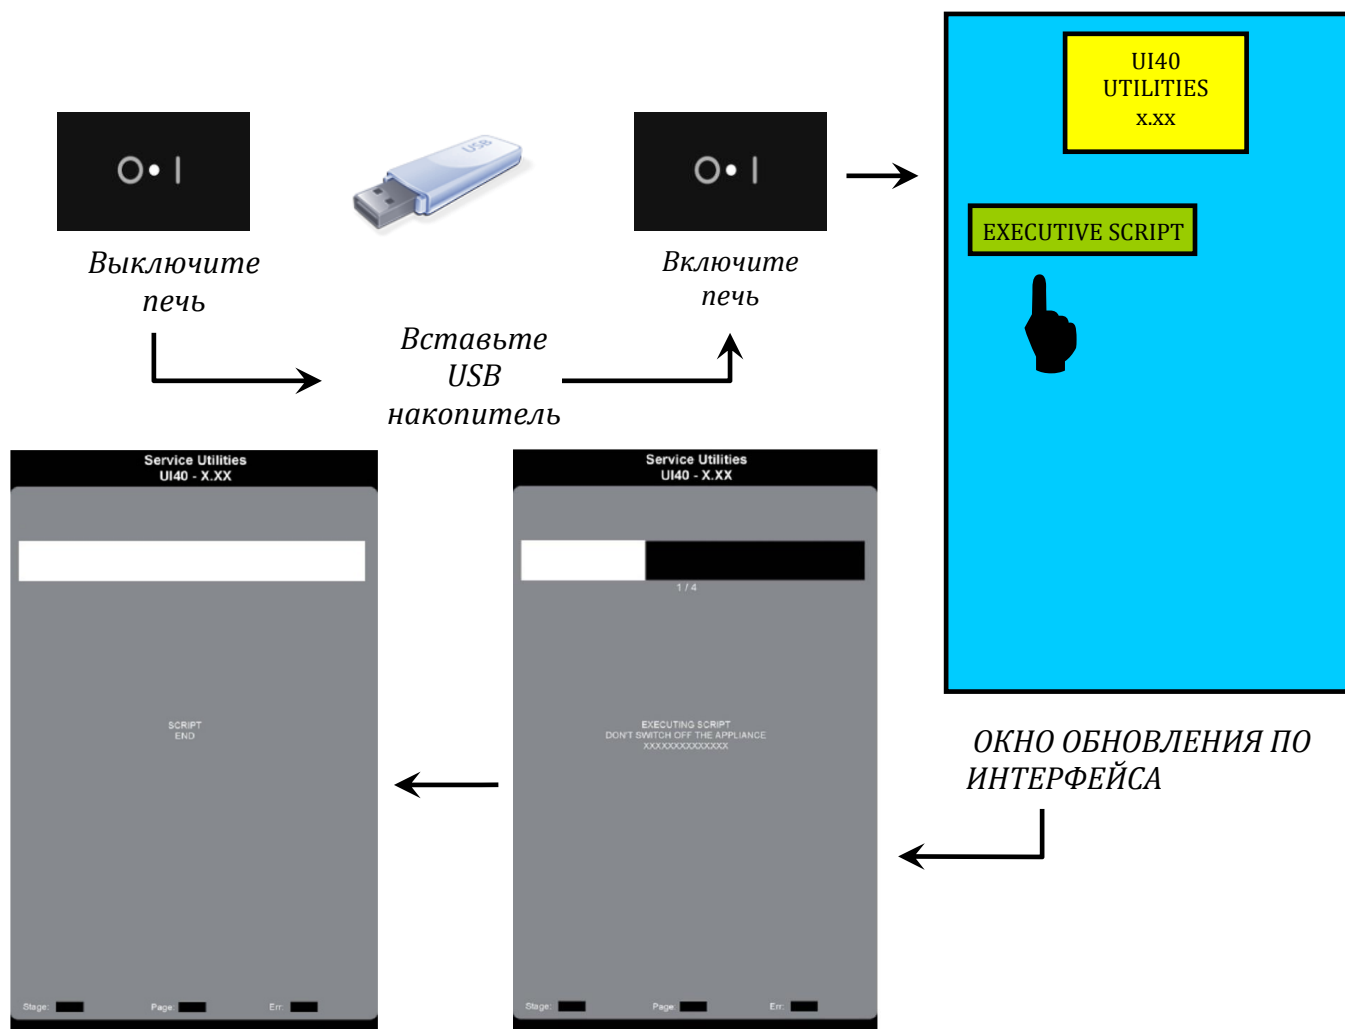 Выключите
печь
USB
Вставьте
USB
накопитель
Включите
печь
UI40
UTILITIES
x.xx
EXECUTIVE SCRIPT
ОКНО ОБНОВЛЕНИЯ ПО
ИНТЕРФЕЙСА
Service Utilities
UI40 - X.XX
1 / 4
EXECUTING SCRIPT
DON'T SWITCH OFF THE APPLIANCE
XXXXXXXXXXXXXX
Stage:
Page:
Err:
Service Utilities
UI40 - X.XX
SCRIPT
END
Stage:
Page:
Err: